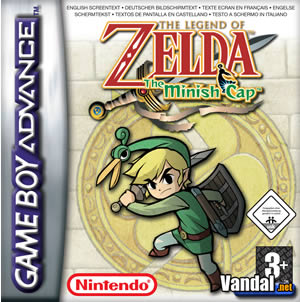 ENGLISH SCREENTEXT • DEUTSCHER BILDSCHIRMTEXT • TEXTE ECRAN EN FRANÇAIS • ENGELSE
SCHERMTEKST • TEXTOS DE PANTALLA EN CASTELLANO • TESTO A SCHERMO IN ITALIANO
GAME BOY ADVANCE™
THE LEGEND OF
ZELDA
The Minish Cap
Nintendo
3+
Vandal.net